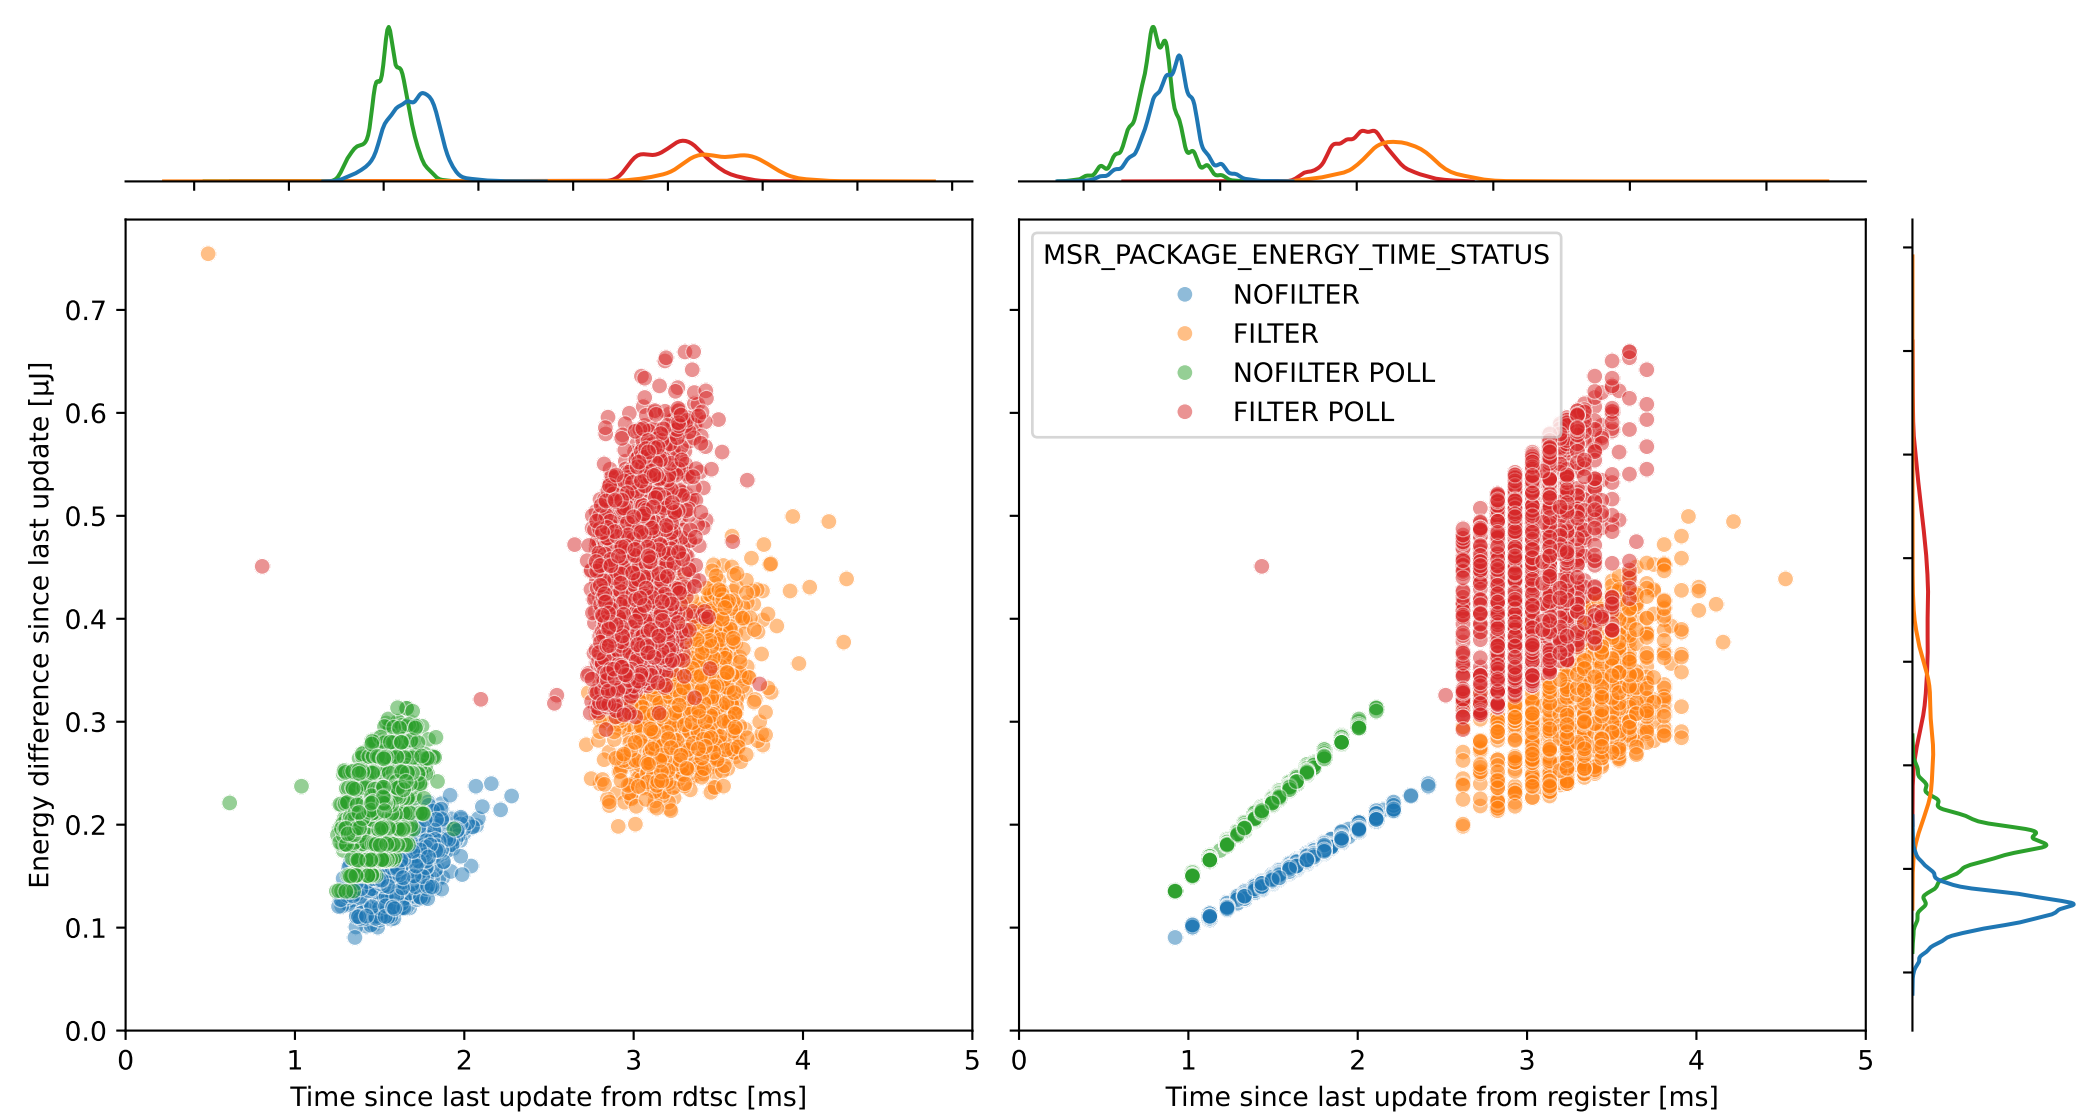 MSR_PACKAGE_ENERGY_TIME_STATUS
NOFILTER
FILTER
NOFILTER POLL
FILTER POLL
Energy difference since last update [µJ]
0.7
0.6
0.5
0.4
0.3
0.2
0.1
0.0
0 1 2 3 4 5
0 1 2 3 4 5
Time since last update from rdtsc [ms]
Time since last update from register [ms]